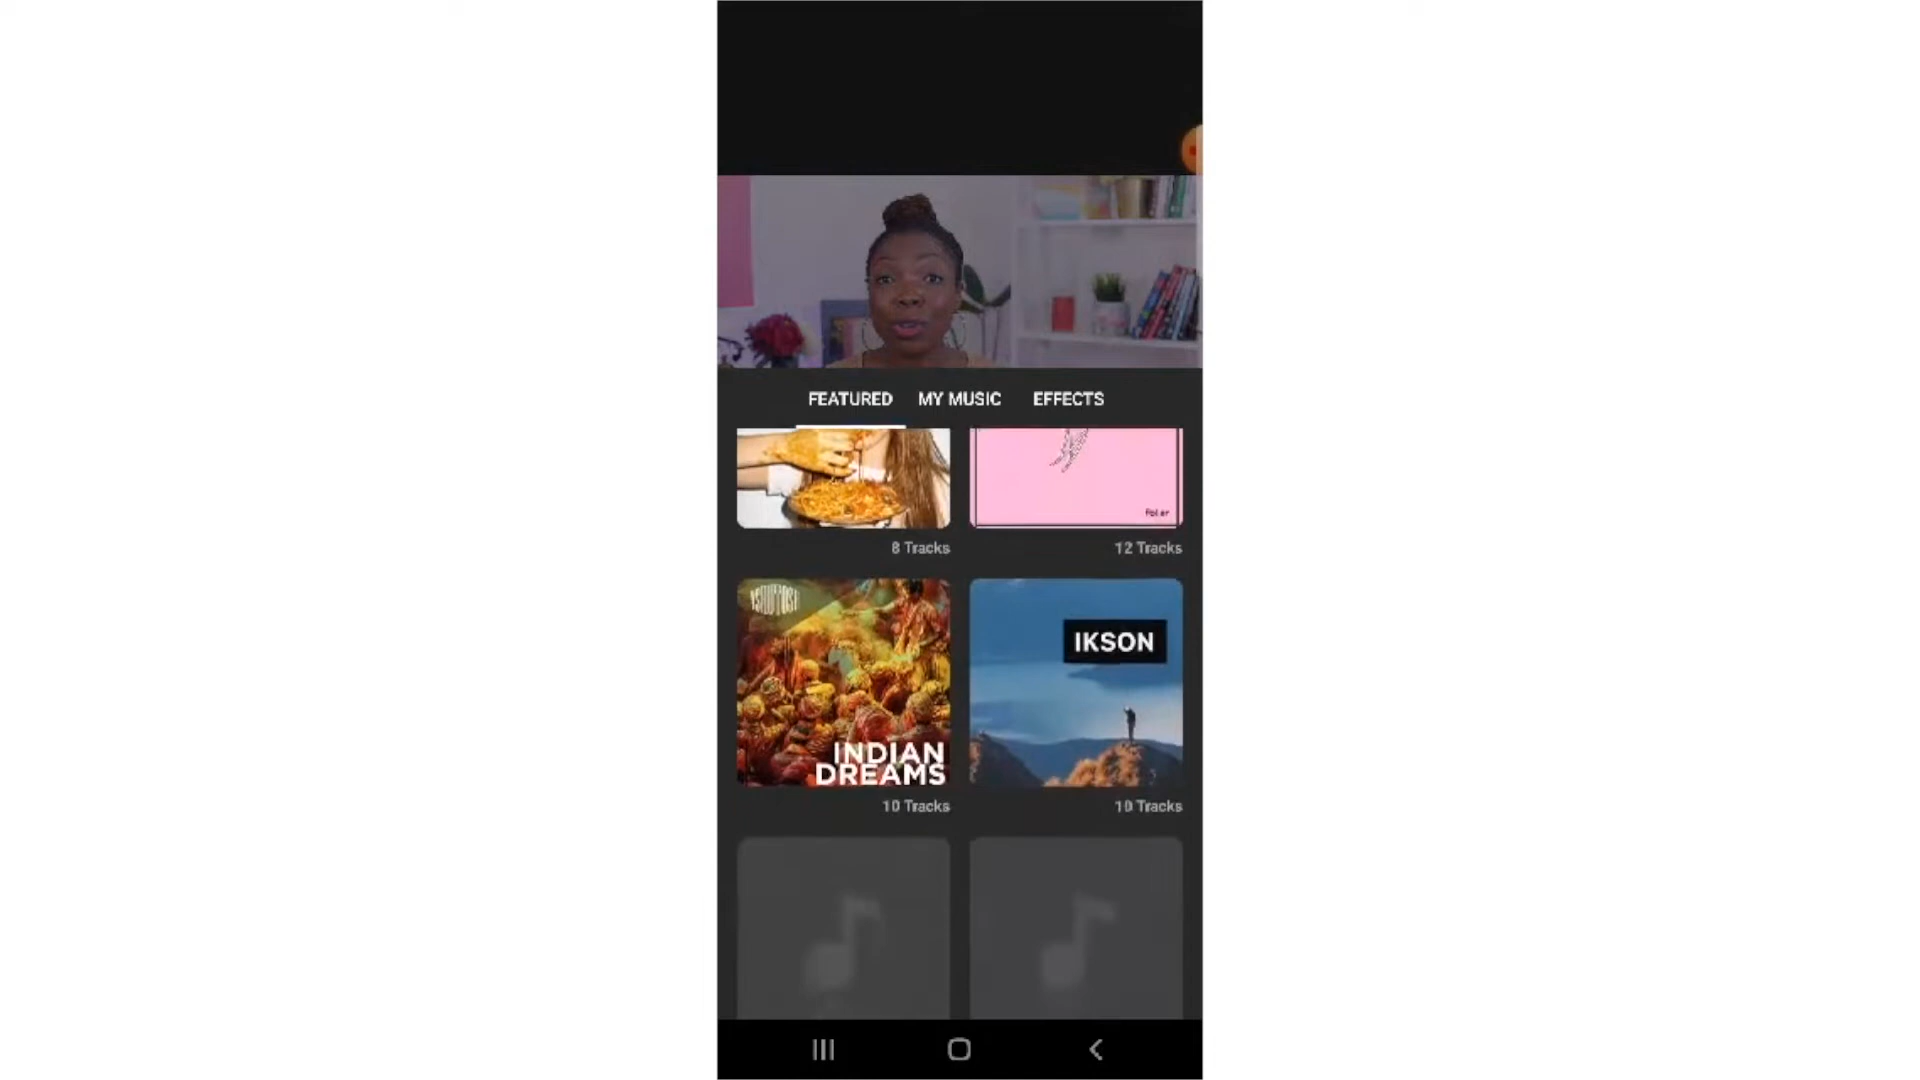 FEATURED MY MUSIC EFFECTS
8 Tracks 12 Tracks
INDIAN
DREAMS
IKSON
10 Tracks 10 Tracks